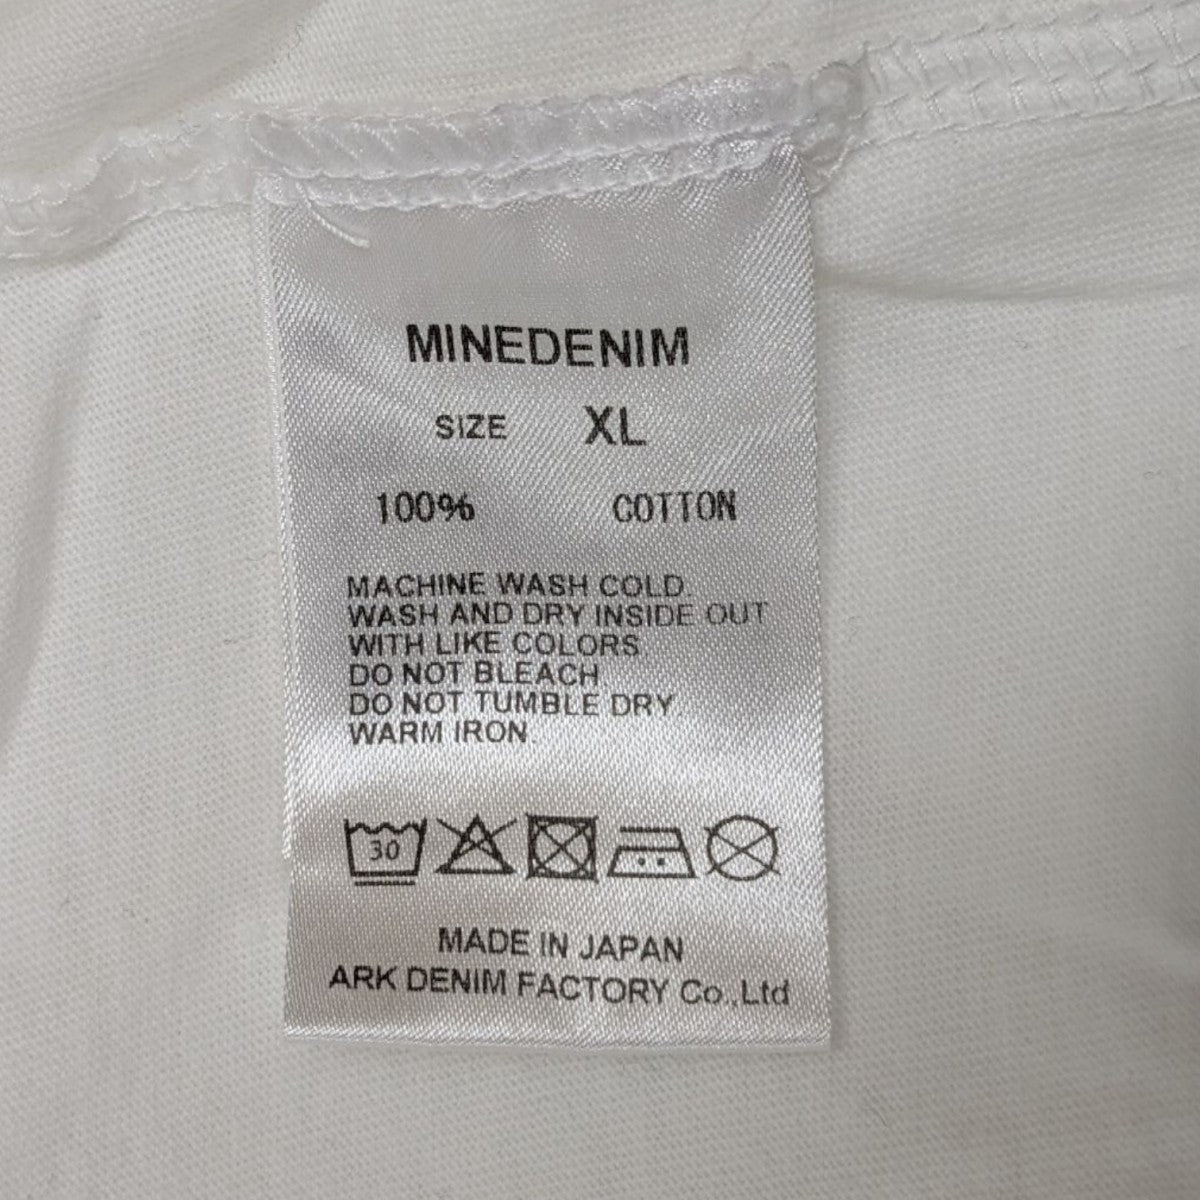 MINEDENIM
SIZE XL
100% COTTON
MACHINE WASH COLD.
WASH AND DRY INSIDE OUT
WITH LIKE COLORS
DO NOT BLEACH
DO NOT TUMBLE DRY.
WARM IRON.
30
MADE IN JAPAN
ARK DENIM FACTORY Co.,Ltd